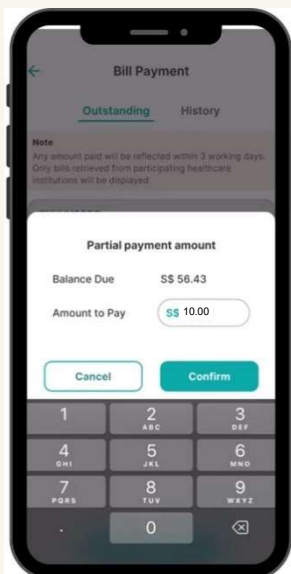 Bill Payment
Outstanding History
Note
Any amount paid will be reflected within 3 working days.
Only bills retrieved from participating healthcare
institutions will be displayed.
Partial payment amount
Balance Due S$ 56.43
Amount to Pay S$ 10.00
Cancel Confirm
1 2 3
ABC DEF
4 5 6
GHI JKL MNO
7 8 9
PQRS TUV WXYZ
. 0